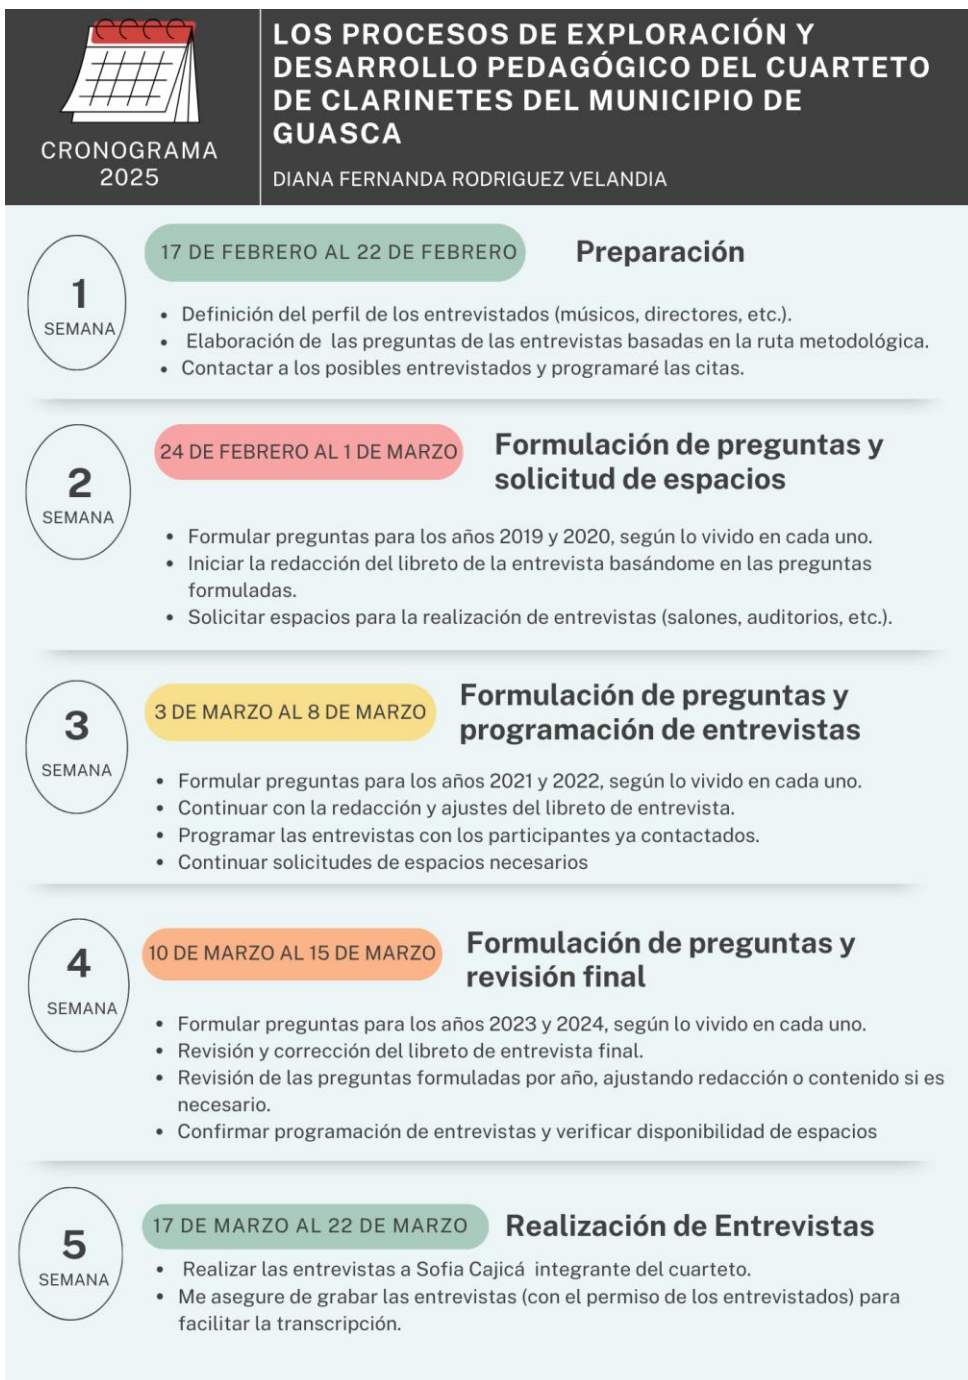 CRONOGRAMA
2025
LOS PROCESOS DE EXPLORACIÓN Y
DESARROLLO PEDAGÓGICO DEL CUARTETO
DE CLARINETES DEL MUNICIPIO DE
GUASCA
DIANA FERNANDA RODRIGUEZ VELANDIA
1
SEMANA
17 DE FEBRERO AL 22 DE FEBRERO
Preparación
• Definición del perfil de los entrevistados (músicos, directores, etc.).
• Elaboración de las preguntas de las entrevistas basadas en la ruta metodológica.
• Contactar a los posibles entrevistados y programaré las citas.
2
SEMANA
24 DE FEBRERO AL 1 DE MARZO
Formulación de preguntas y
solicitud de espacios
• Formular preguntas para los años 2019 y 2020, según lo vivido en cada uno.
• Iniciar la redacción del libreto de la entrevista basándome en las preguntas
formuladas.
• Solicitar espacios para la realización de entrevistas (salones, auditorios, etc.).
3
SEMANA
3 DE MARZO AL 8 DE MARZO
Formulación de preguntas y
programación de entrevistas
• Formular preguntas para los años 2021 y 2022, según lo vivido en cada uno.
• Continuar con la redacción y ajustes del libreto de entrevista.
• Programar las entrevistas con los participantes ya contactados.
• Continuar solicitudes de espacios necesarios
4
SEMANA
10 DE MARZO AL 15 DE MARZO
Formulación de preguntas y
revisión final
• Formular preguntas para los años 2023 y 2024, según lo vivido en cada uno.
• Revisión y corrección del libreto de entrevista final.
• Revisión de las preguntas formuladas por año, ajustando redacción o contenido si es
necesario.
• Confirmar programación de entrevistas y verificar disponibilidad de espacios
5
SEMANA
17 DE MARZO AL 22 DE MARZO
Realización de Entrevistas
• Realizar las entrevistas a Sofia Cajicá integrante del cuarteto.
• Me asegure de grabar las entrevistas (con el permiso de los entrevistados) para
facilitar la transcripción.